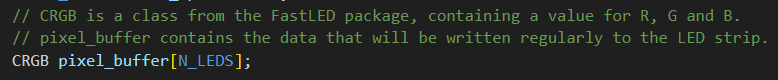 // CRGB is a class from the FastLED package, containing a value for R, G and B.
// pixel_buffer contains the data that will be written regularly to the LED strip.
CRGB pixel_buffer[N_LEDS];